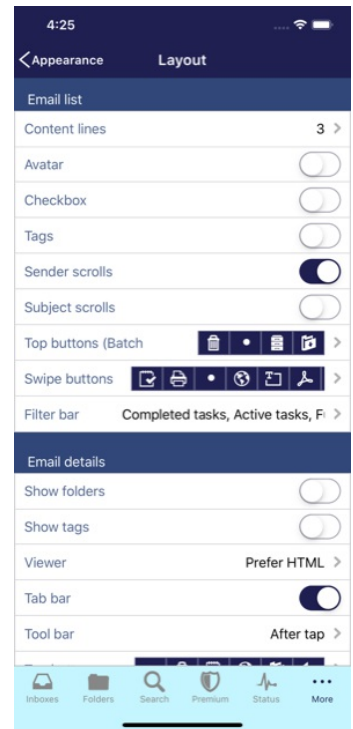 4:25
Appearance
Layout
Email list
Content lines 3
Avatar
Checkbox
Tags
Sender scrolls
Subject scrolls
Top buttons (Batch
Swipe buttons
Filter bar Completed tasks, Active tasks, F
Email details
Show folders
Show tags
Viewer Prefer HTML
Tab bar
Tool bar After tap
Inboxes Folders Search Premium Status More